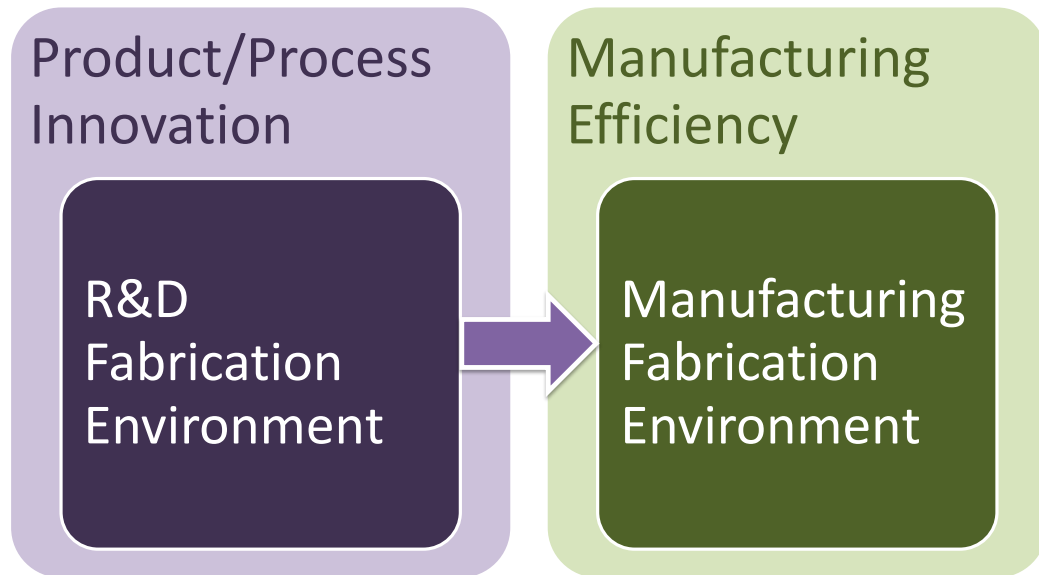 Product/Process
Innovation
R&D
Fabrication
Environment
Manufacturing
Efficiency
Manufacturing
Fabrication
Environment